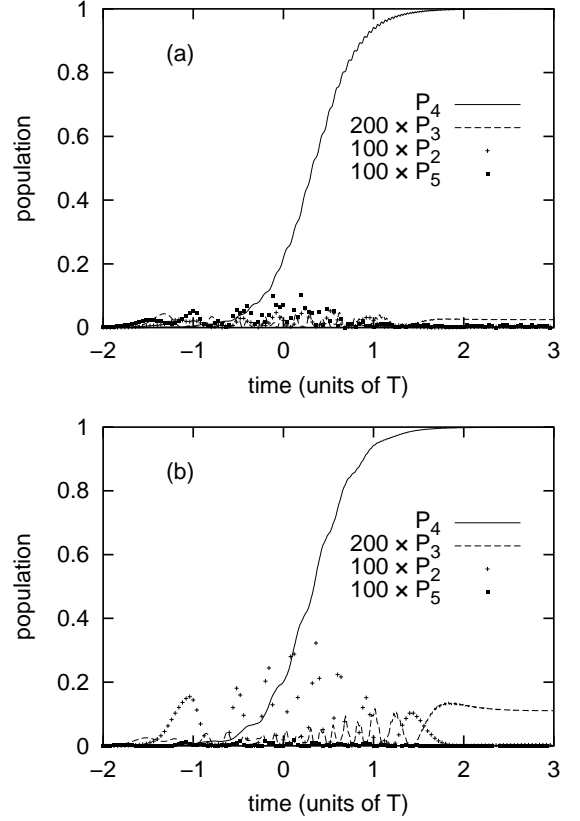 1
0.8
0.6
0.4
0.2
0
population
(a)
P4
200 × P3
100 × P2
100 × P5
−2 −1 0 1 2 3
time (units of T)
1
0.8
0.6
0.4
0.2
0
population
(b)
P4
200 × P3
100 × P2
100 × P5
−2 −1 0 1 2 3
time (units of T)